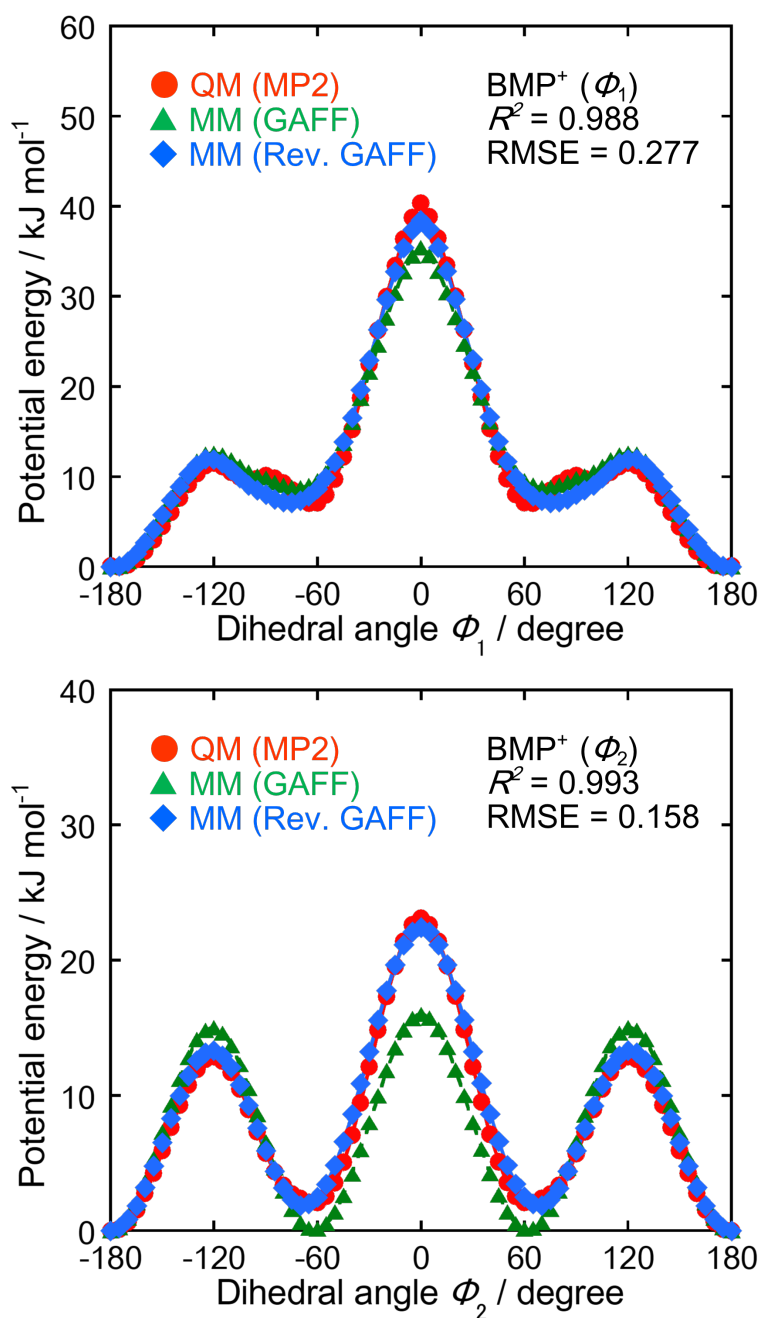 60
50
40
30
20
10
0
Potential energy / kJ mol⁻¹
QM (MP2)
MM (GAFF)
MM (Rev. GAFF)
BMP⁺ (Φ₁)
R² = 0.988
RMSE = 0.277
-180 -120 -60 0 60 120 180
Dihedral angle Φ₁ / degree
40
30
20
10
0
Potential energy / kJ mol⁻¹
QM (MP2)
MM (GAFF)
MM (Rev. GAFF)
BMP⁺ (Φ₂)
R² = 0.993
RMSE = 0.158
-180 -120 -60 0 60 120 180
Dihedral angle Φ₂ / degree